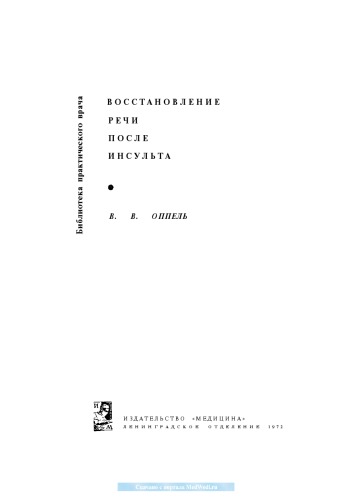 Библиотека практического врача
ВОССТАНОВЛЕНИЕ
РЕЧИ
ПОСЛЕ
ИНСУЛЬТА
В. В. ОППЕЛЬ
ИЗДАТЕЛЬСТВО «МЕДИЦИНА»
ЛЕНИНГРАДСКОЕ ОТДЕЛЕНИЕ 1972